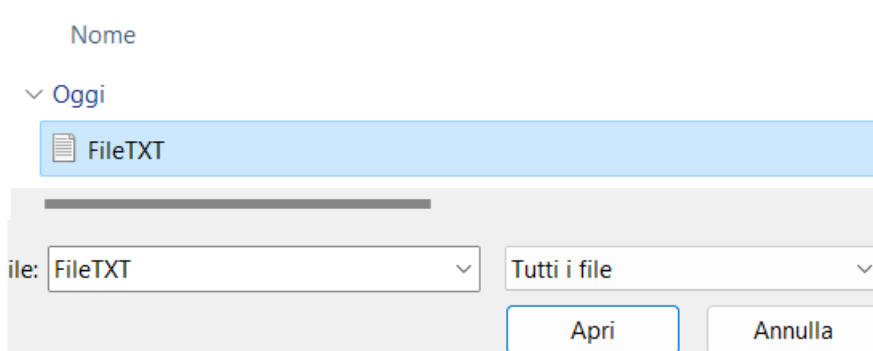 Nome
Oggi
FileTXT
ile: FileTXT Tutti i file
Apri Annulla